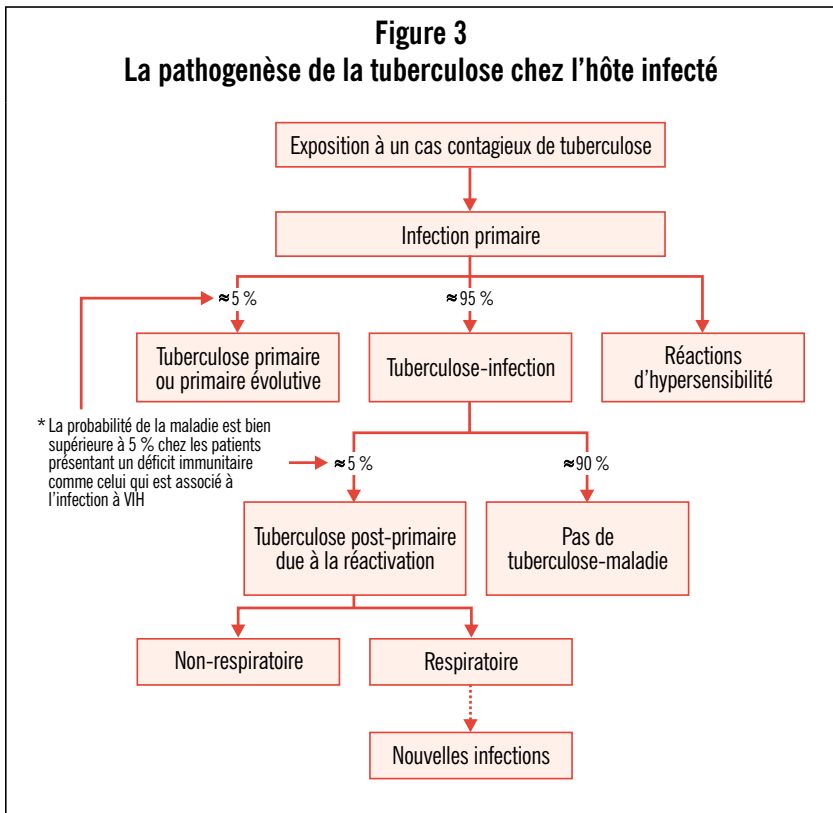 Figure 3
La pathogenèse de la tuberculose chez l'hôte infecté
Exposition à un cas contagieux de tuberculose
Infection primaire
≈5 %
≈95 %
Tuberculose primaire
ou primaire évolutive
Tuberculose-infection
Réactions
d'hypersensibilité
* La probabilité de la maladie est bien
supérieure à 5 % chez les patients
présentant un déficit immunitaire
comme celui qui est associé à
l'infection à VIH
≈5 %
≈90 %
Tuberculose post-primaire
due à la réactivation
Pas de
tuberculose-maladie
Non-respiratoire
Respiratoire
Nouvelles infections